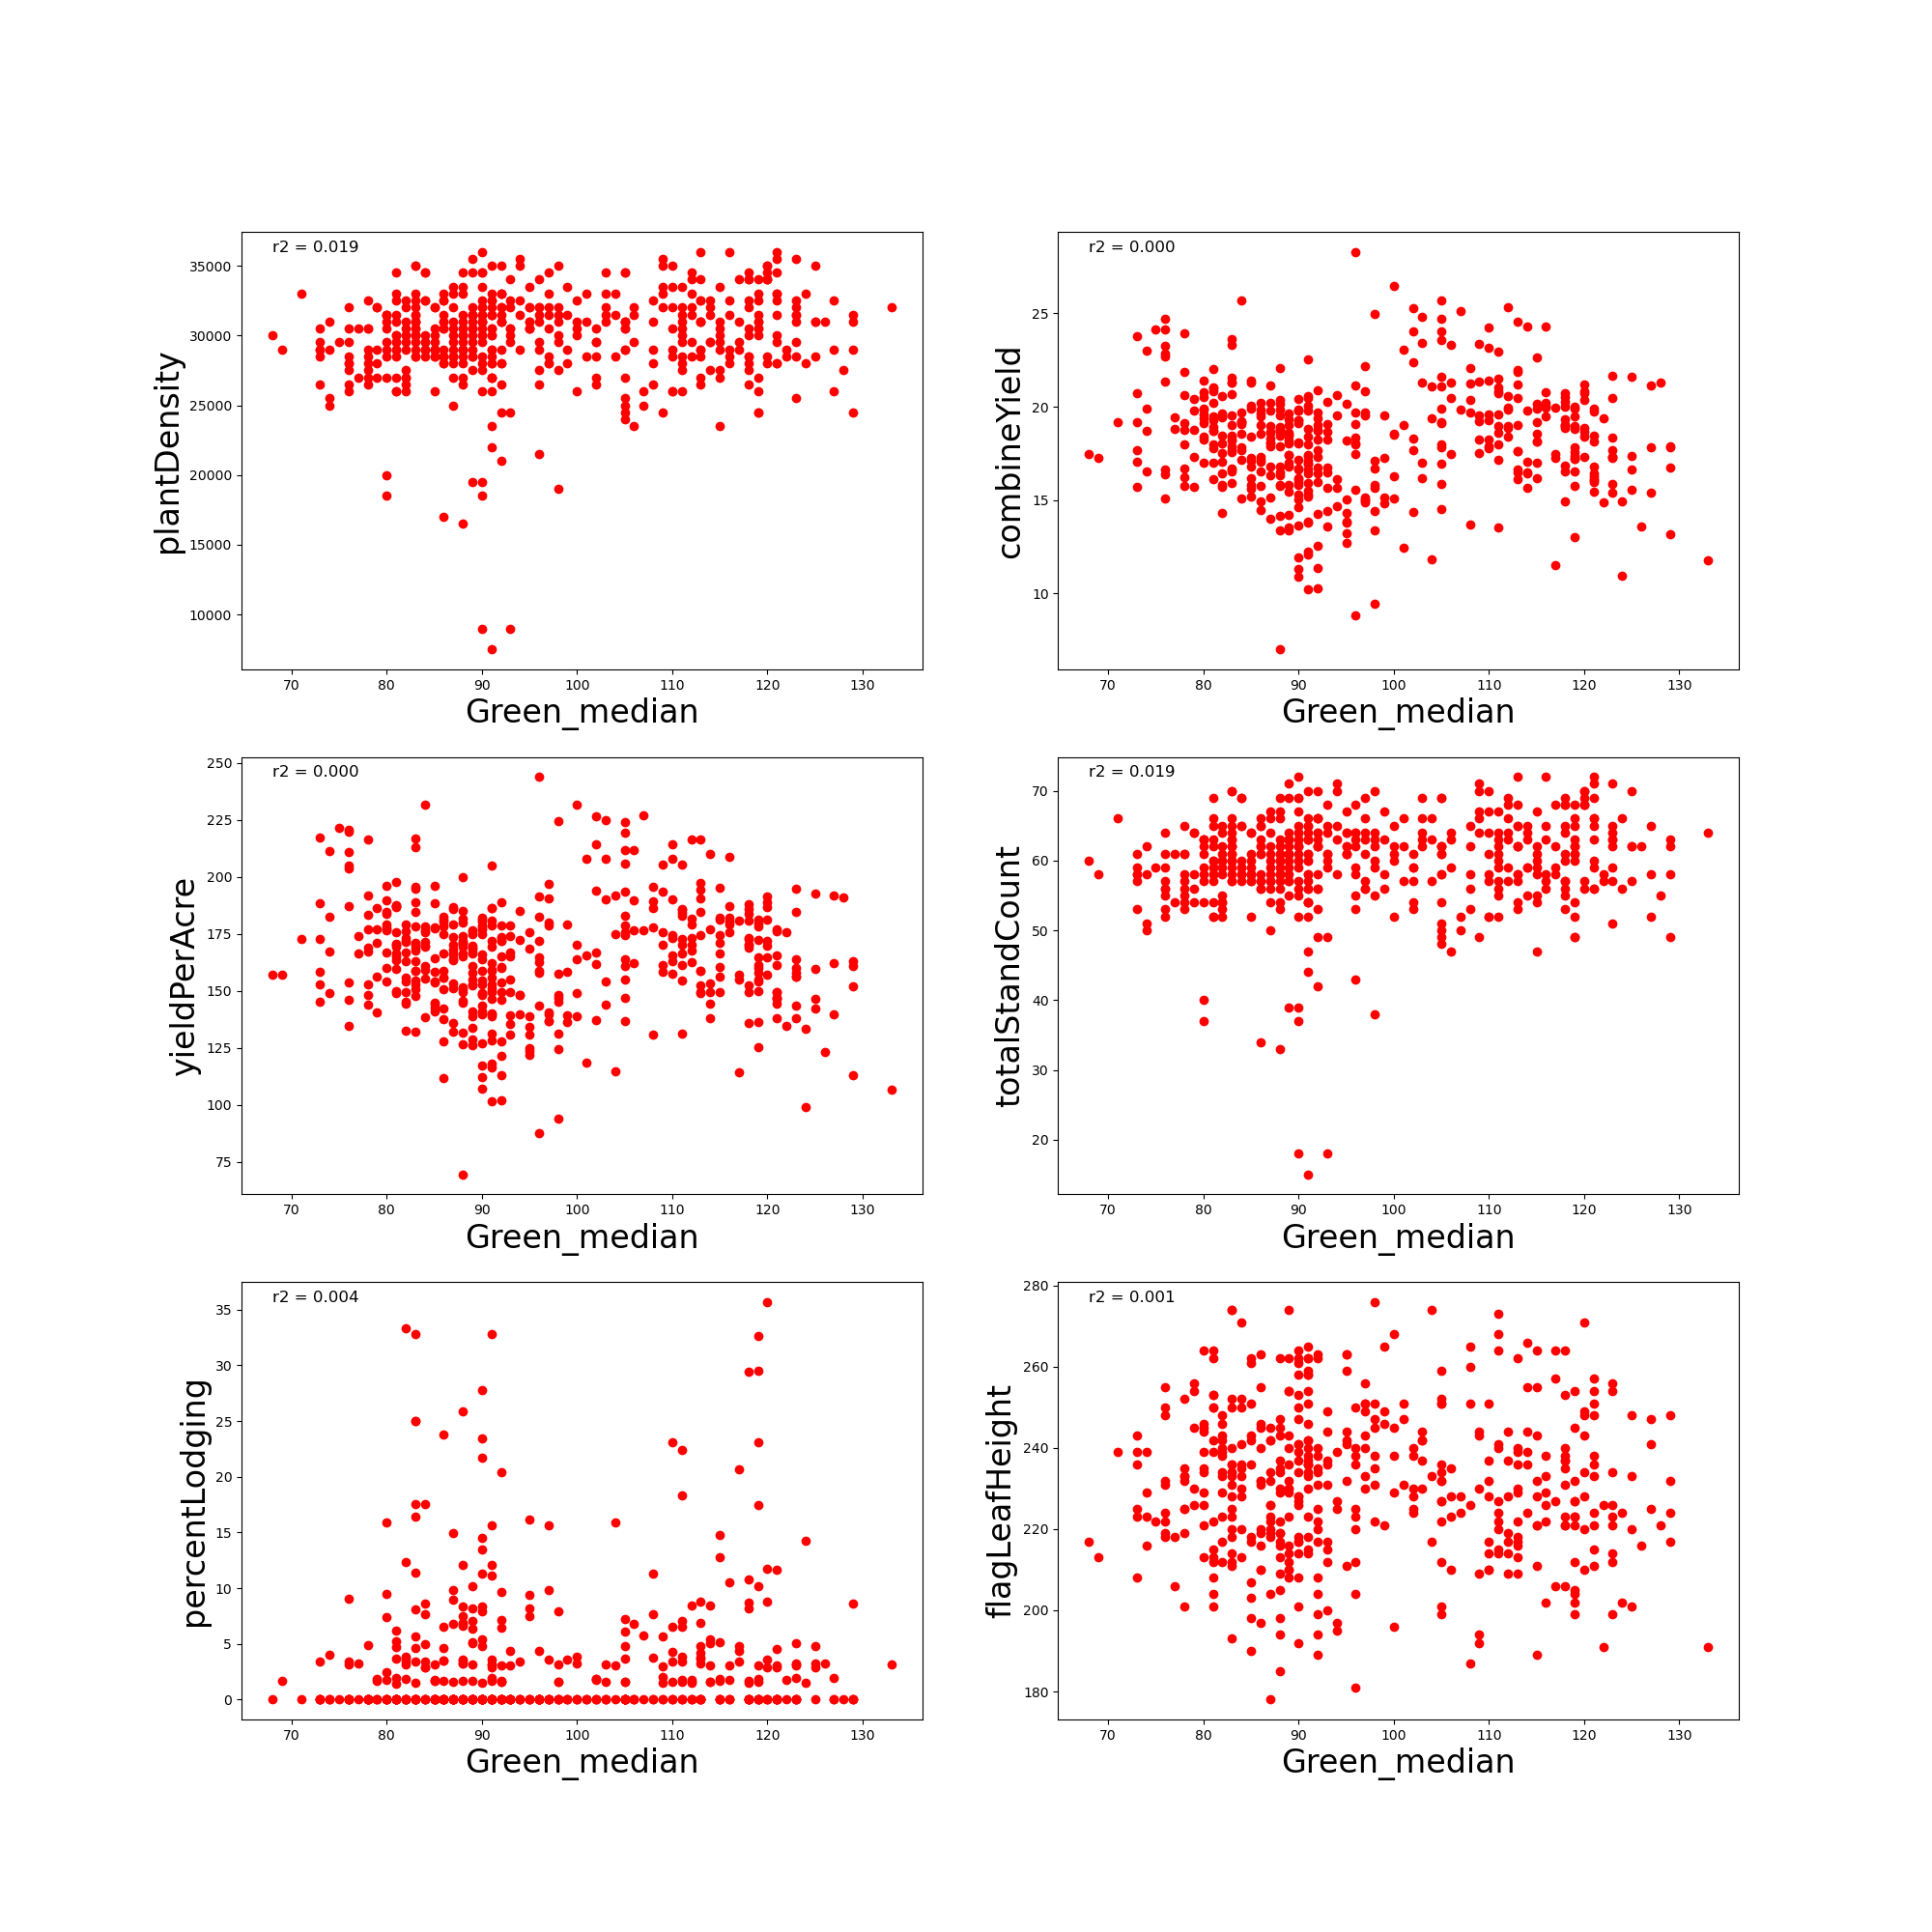 r2 = 0.019
35000
30000
25000
20000
15000
10000
plantDensity
70 80 90 100 110 120 130
Green_median
r2 = 0.000
25
20
15
10
combineYield
70 80 90 100 110 120 130
Green_median
r2 = 0.000
250
225
200
175
150
125
100
75
yieldPerAcre
70 80 90 100 110 120 130
Green_median
r2 = 0.019
70
60
50
40
30
20
totalStandCount
70 80 90 100 110 120 130
Green_median
r2 = 0.004
35
30
25
20
15
10
5
0
percentLodging
70 80 90 100 110 120 130
Green_median
r2 = 0.001
280
260
240
220
200
180
flagLeafHeight
70 80 90 100 110 120 130
Green_median